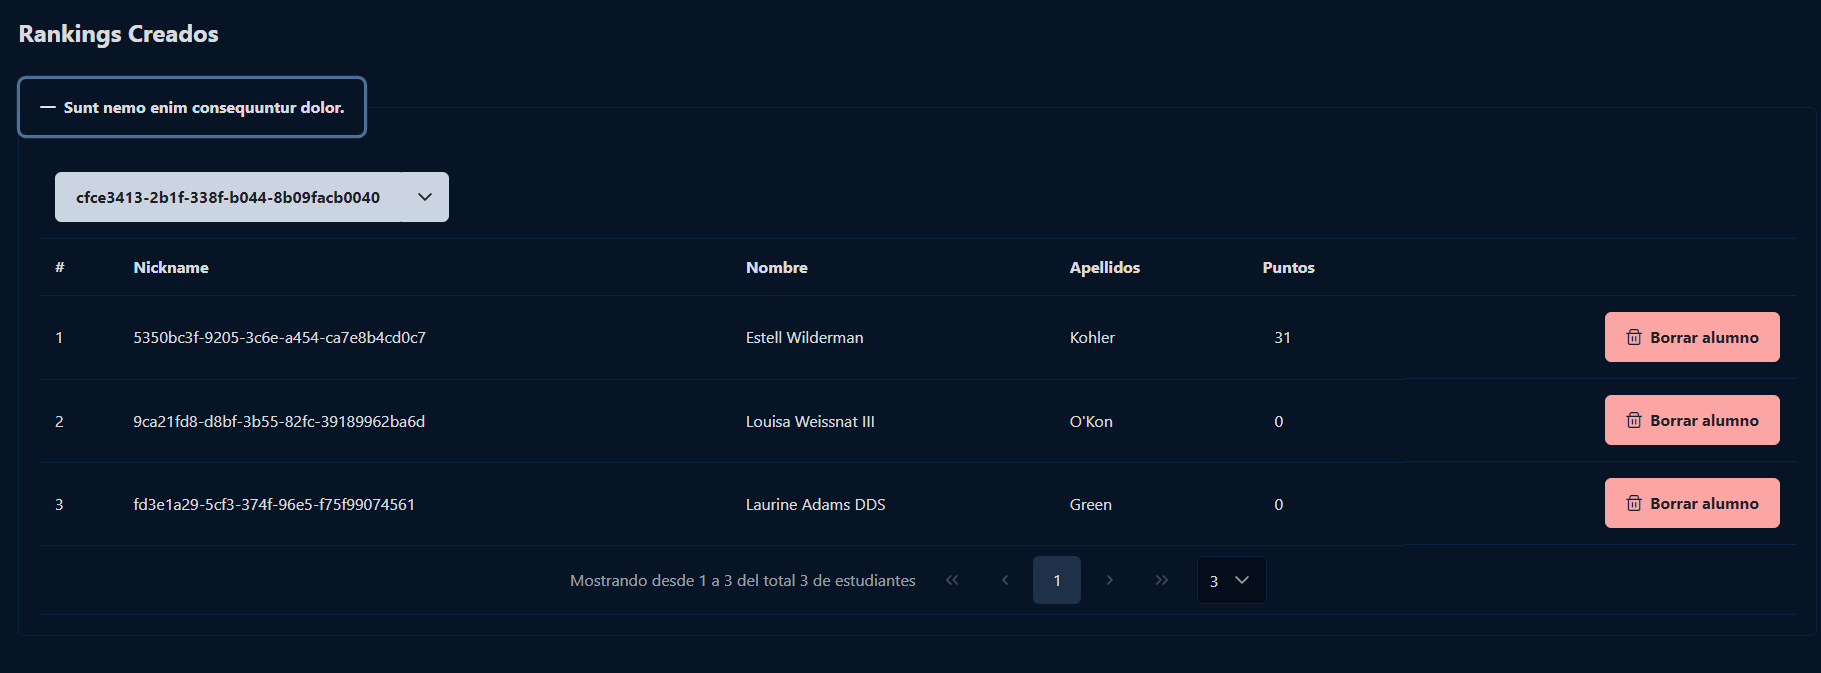 Rankings Creados
Sunt nemo enim consequuntur dolor.
cfce3413-2b1f-338f-b044-8b09facb0040
# Nickname Nombre Apellidos Puntos
1 5350bc3f-9205-3c6e-a454-ca7e8b4cd0c7 Estell Wilderman Kohler 31 Borrar alumno
2 9ca21fd8-d8bf-3b55-82fc-39189962ba6d Louisa Weissnat III O'Kon 0 Borrar alumno
3 fd3e1a29-5cf3-374f-96e5-f75f99074561 Laurine Adams DDS Green 0 Borrar alumno
Mostrando desde 1 a 3 del total 3 de estudiantes « ‹ 1 › » 3